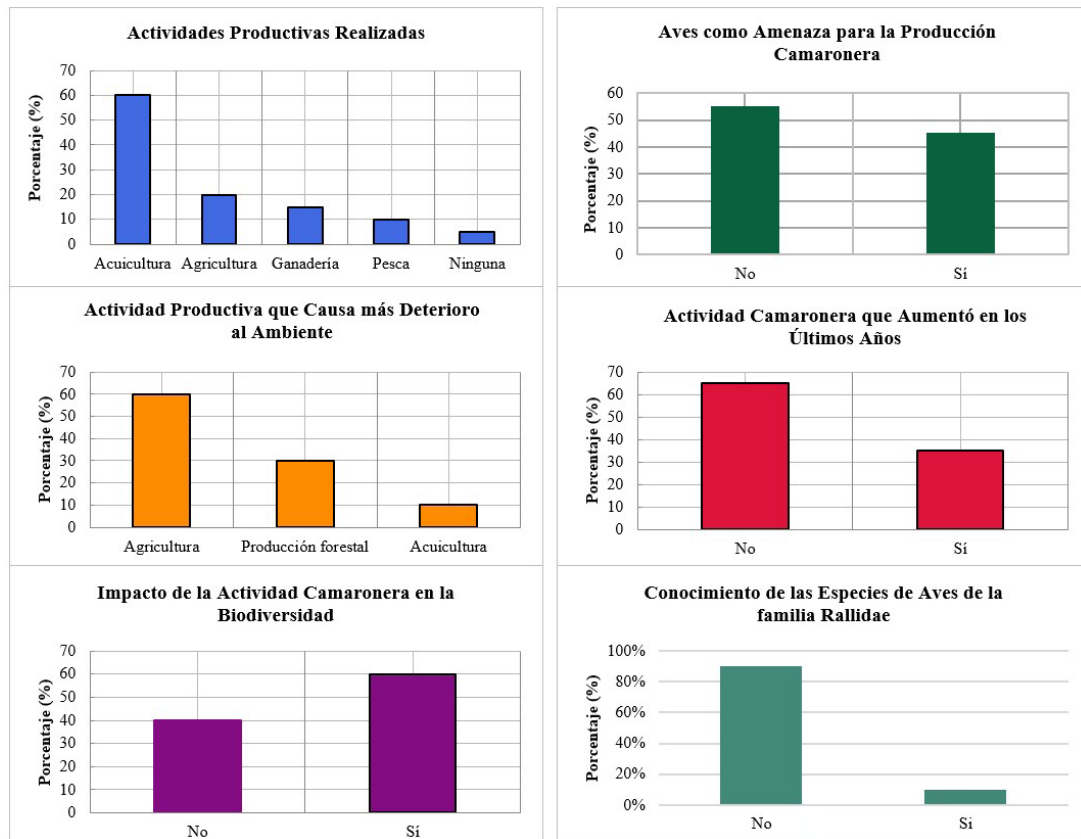 Actividades Productivas Realizadas
Porcentaje (%)
70
60
50
40
30
20
10
0
Acuicultura Agricultura Ganadería Pesca Ninguna
Aves como Amenaza para la Producción
Camaronera
Porcentaje (%)
60
50
40
30
20
10
0
No Sí
Actividad Productiva que Causa más Deterioro
al Ambiente
Porcentaje (%)
70
60
50
40
30
20
10
0
Agricultura Producción forestal Acuicultura
Actividad Camaronera que Aumentó en los
Últimos Años
Porcentaje (%)
70
60
50
40
30
20
10
0
No Sí
Impacto de la Actividad Camaronera en la
Biodiversidad
Porcentaje (%)
70
60
50
40
30
20
10
0
No Sí
Conocimiento de las Especies de Aves de la
familia Rallidae
Porcentaje (%)
100%
80%
60%
40%
20%
0%
No Sí